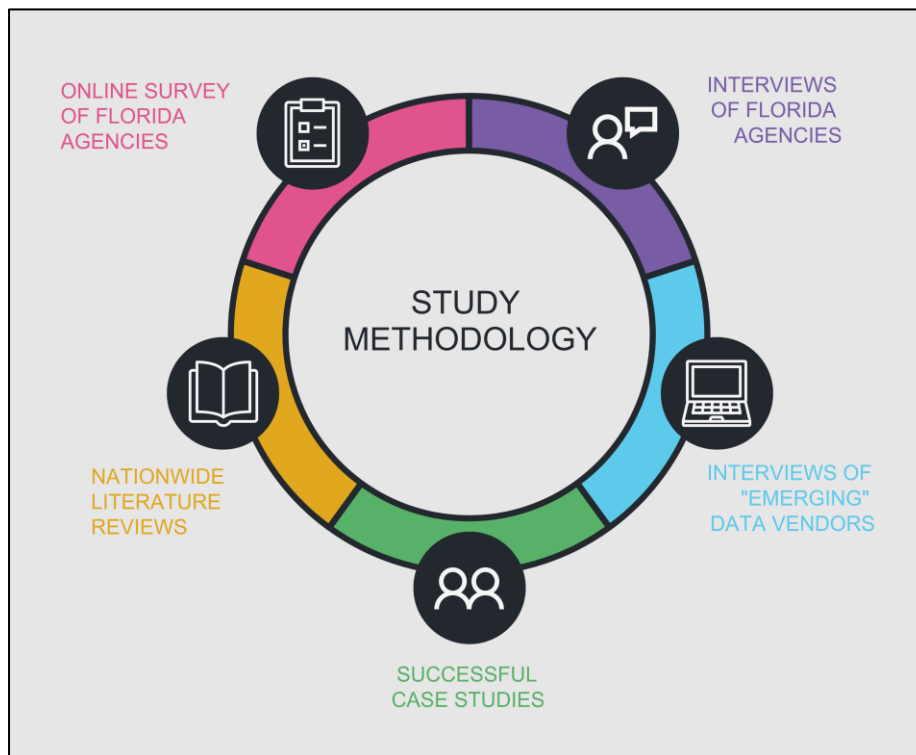 ONLINE SURVEY
OF FLORIDA
AGENCIES
INTERVIEWS
OF FLORIDA
AGENCIES
STUDY
METHODOLOGY
NATIONWIDE
LITERATURE
REVIEWS
INTERVIEWS OF
"EMERGING"
DATA VENDORS
SUCCESSFUL
CASE STUDIES